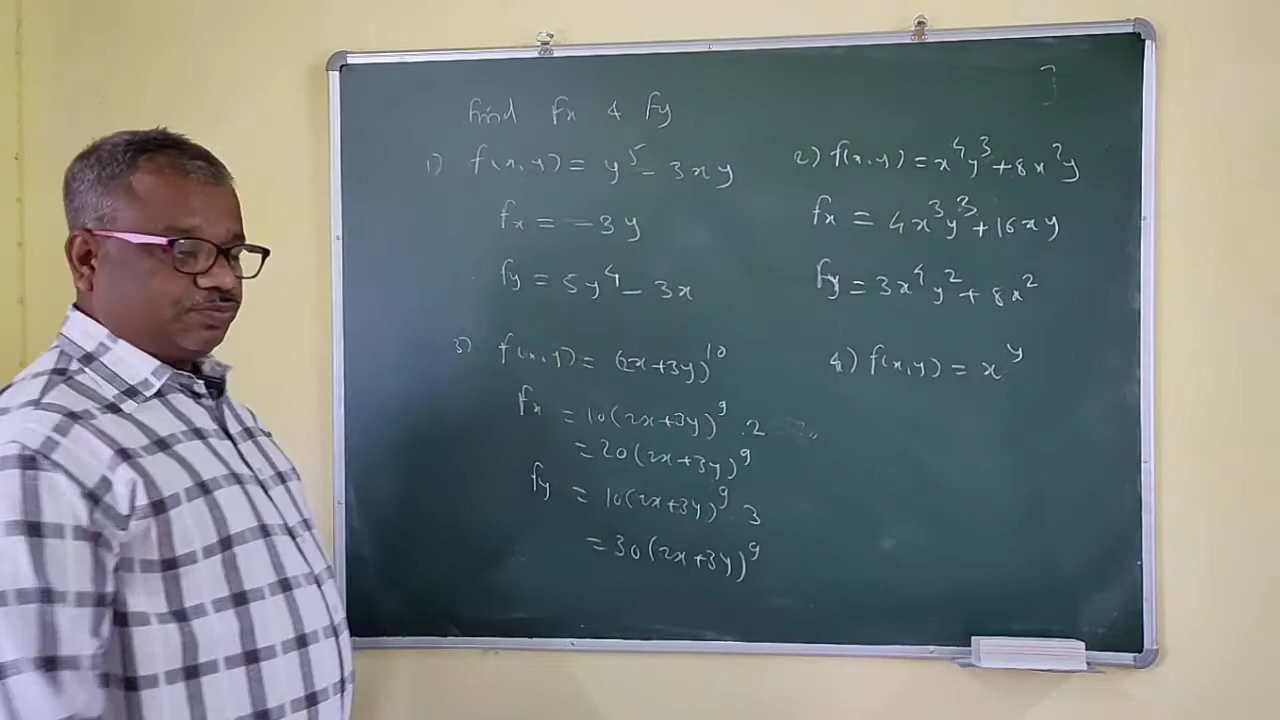 Find fx & fy
1) f(x,y) = y⁵ - 3xy
fx = -3y
fy = 5y⁴ - 3x
2) f(x,y) = x⁴y³ + 8x²y
fx = 4x³y³ + 16xy
fy = 3x⁴y² + 8x²
3) f(x,y) = (2x+3y)¹⁰
fx = 10(2x+3y)⁹ .2
= 20(2x+3y)⁹
fy = 10(2x+3y)⁹ 3
= 30(2x+3y)⁹
4) f(x,y) = x^y